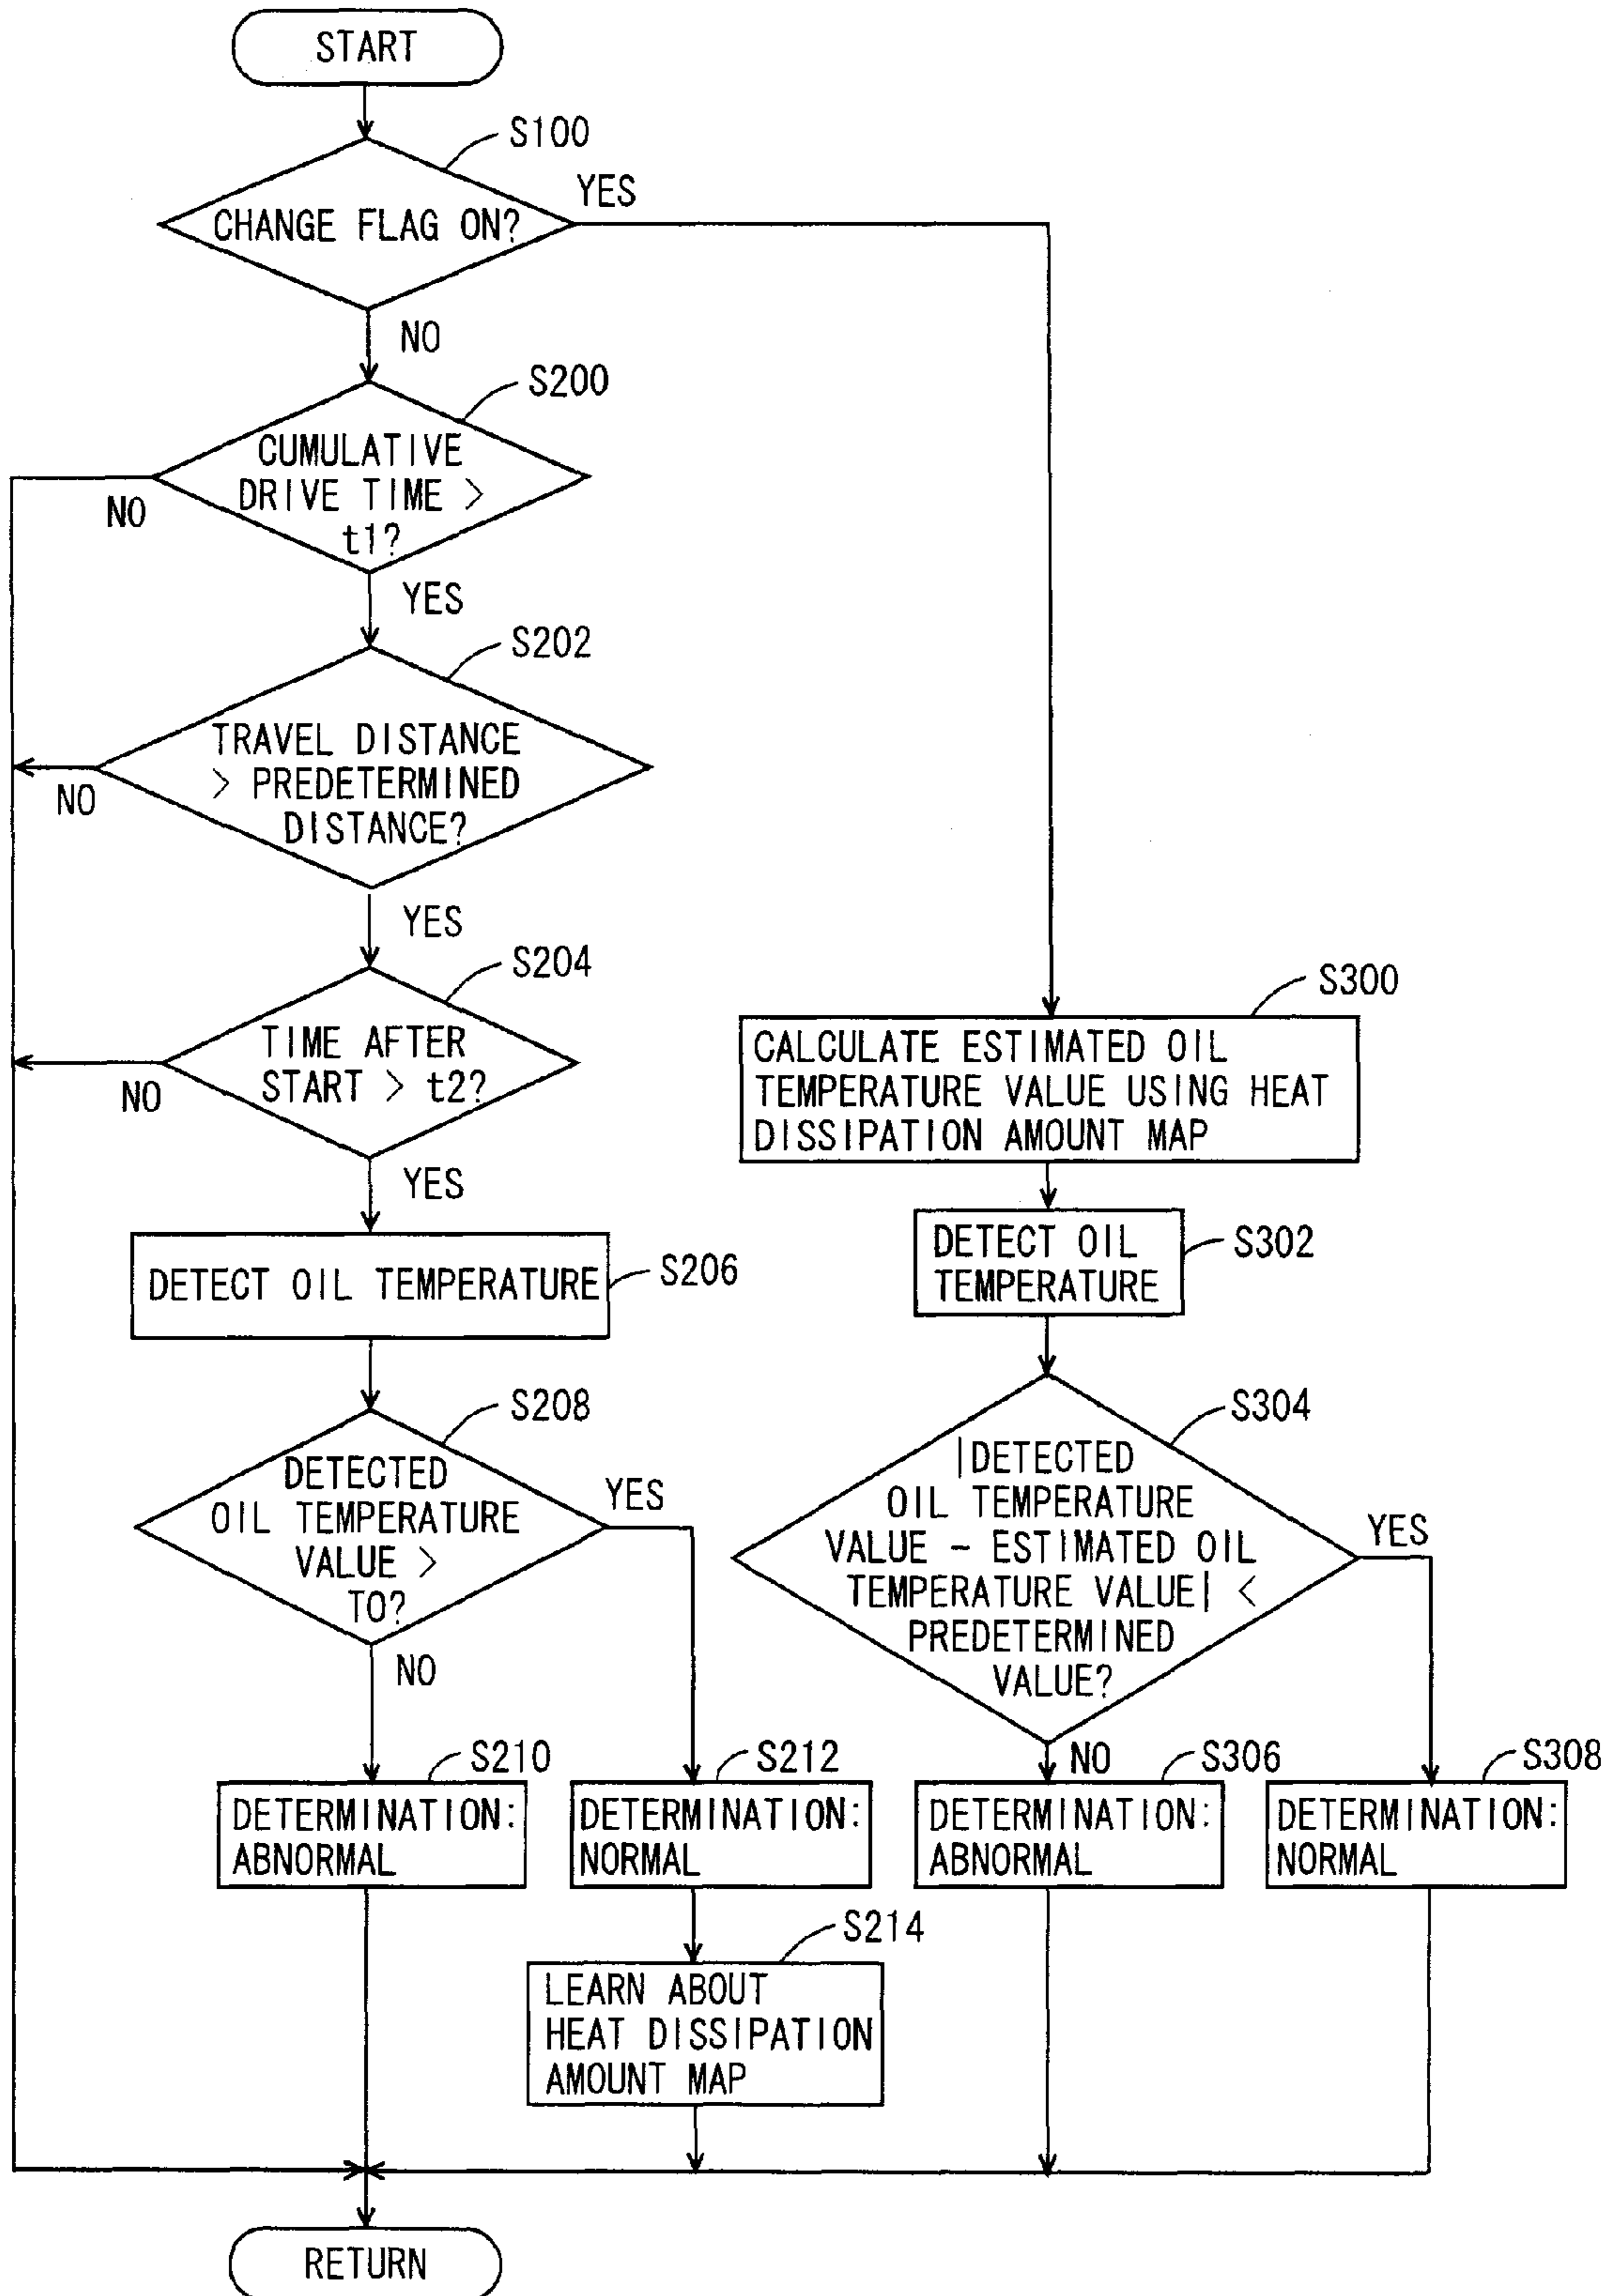 START
S100
CHANGE FLAG ON?
YES
NO
S200
CUMULATIVE
DRIVE TIME >
t1?
NO
YES
S202
TRAVEL DISTANCE
> PREDETERMINED
DISTANCE?
NO
YES
S204
TIME AFTER
START > t2?
NO
YES
S206
DETECT OIL TEMPERATURE
S208
DETECTED
OIL TEMPERATURE
VALUE >
TO?
YES
NO
S210
DETERMINATION:
ABNORMAL
S212
DETERMINATION:
NORMAL
S214
LEARN ABOUT
HEAT DISSIPATION
AMOUNT MAP
S300
CALCULATE ESTIMATED OIL
TEMPERATURE VALUE USING HEAT
DISSIPATION AMOUNT MAP
S302
DETECT OIL
TEMPERATURE
S304
|DETECTED
OIL TEMPERATURE
VALUE - ESTIMATED OIL
TEMPERATURE VALUE| <
PREDETERMINED
VALUE?
YES
NO
S306
DETERMINATION:
ABNORMAL
S308
DETERMINATION:
NORMAL
RETURN